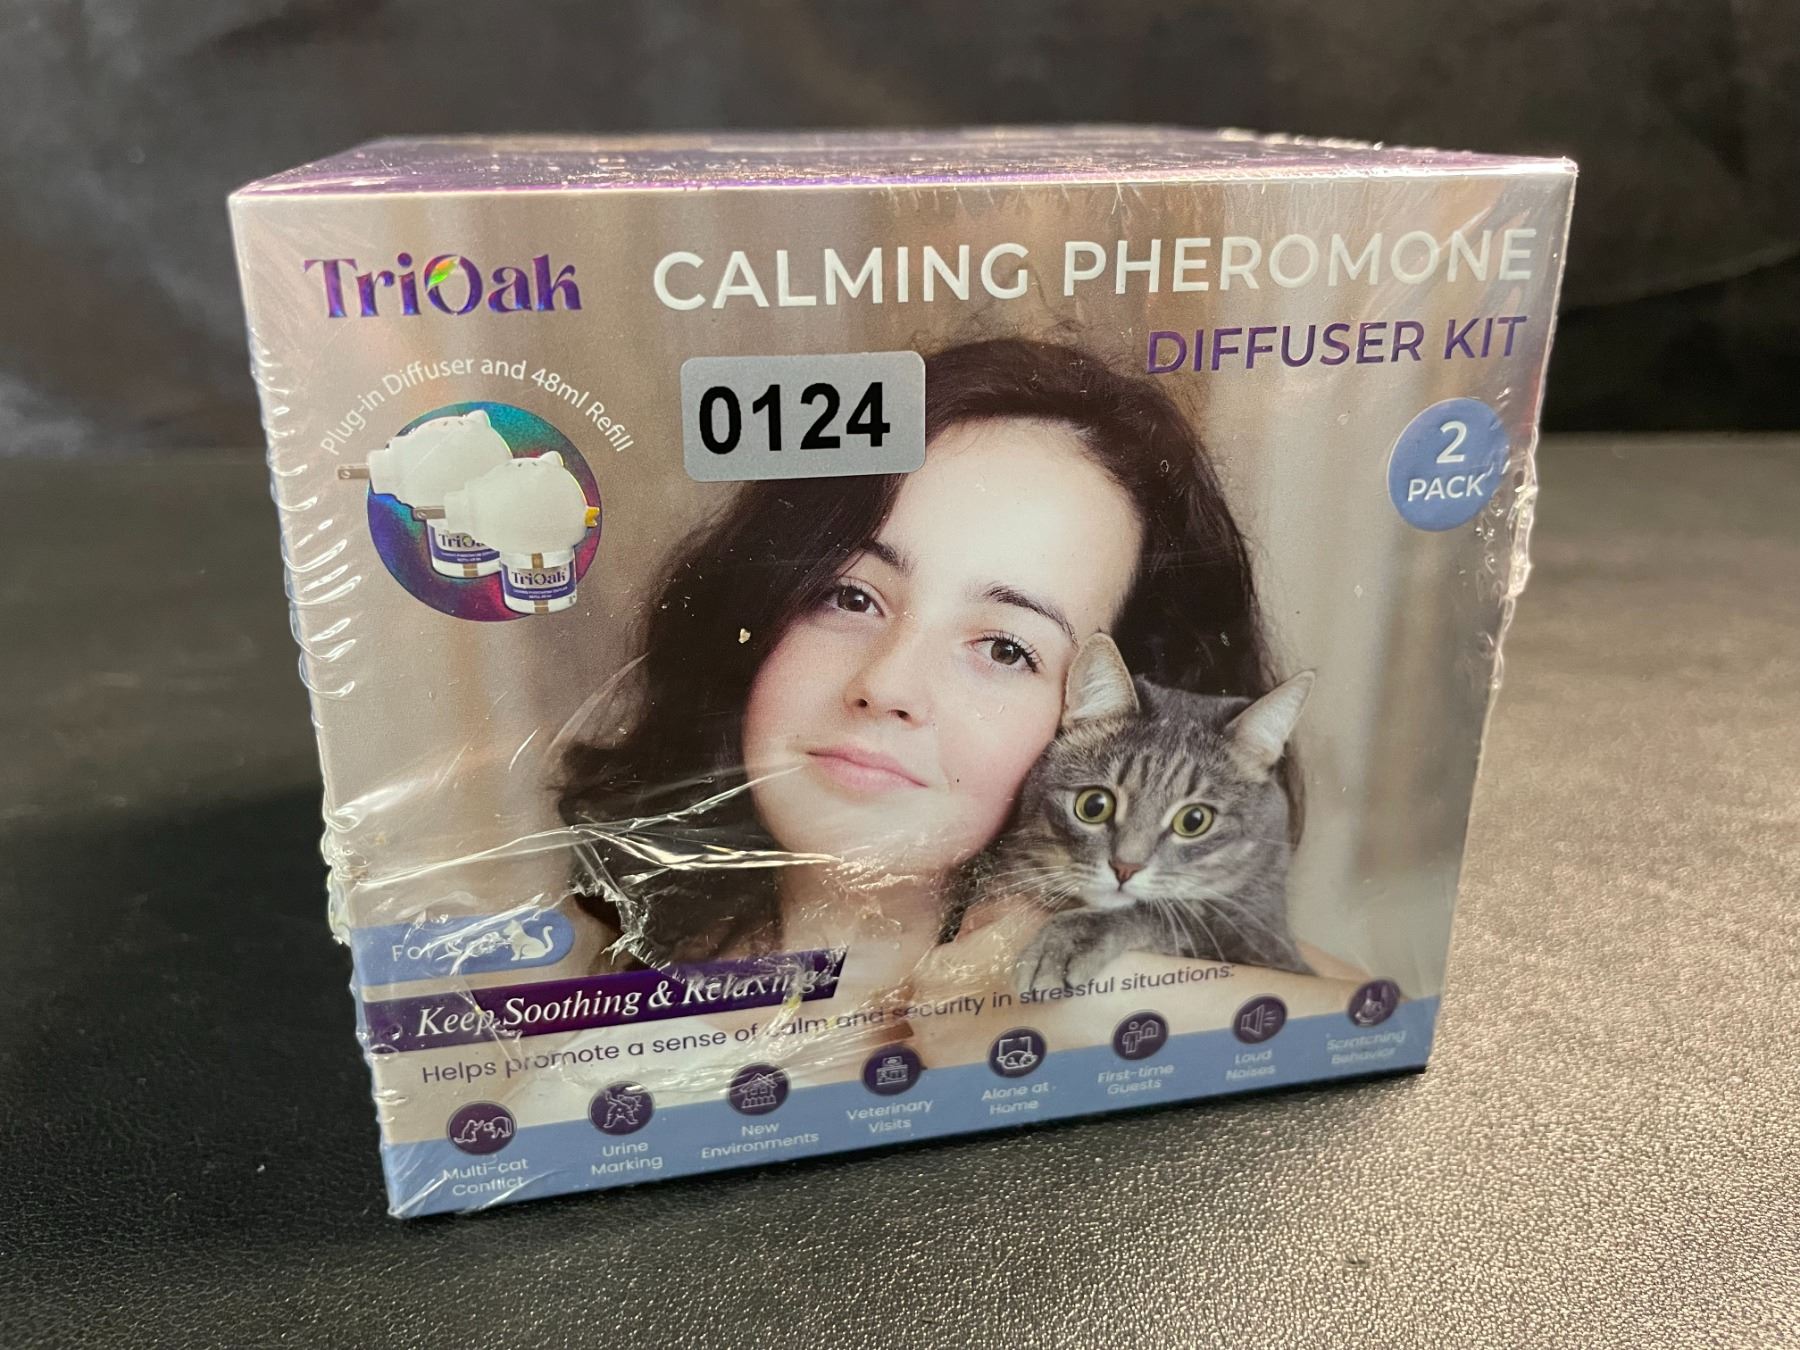 TriOak
CALMING PHEROMONE
DIFFUSER KIT
Plug-in Diffuser and 48ml Refill
0124
2
PACK
TriOak
TriOak
For
Keep Soothing & Relaxing
Helps promote a sense of calm and security in stressful situations:
Multi-cat
Conflict
Urine
Marking
New
Environments
Veterinary
Visits
Alone at
Home
First-time
Guests
Loud
Noises
Scratching
Behavior